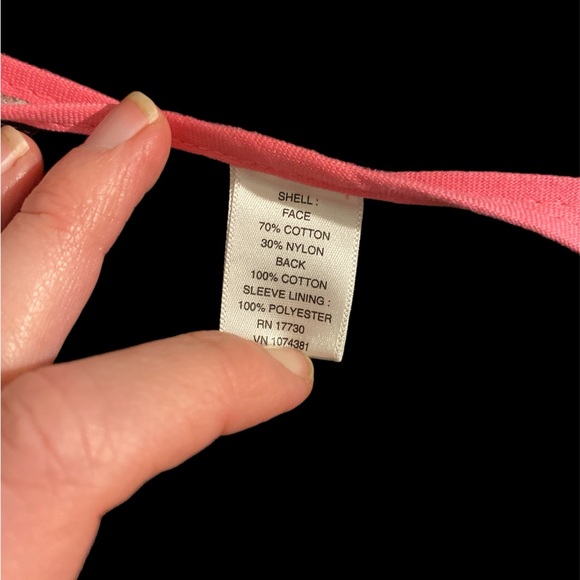 SHELL :
FACE
70% COTTON
30% NYLON
BACK
100% COTTON
SLEEVE LINING :
100% POLYESTER
RN 17730
VN 1074381